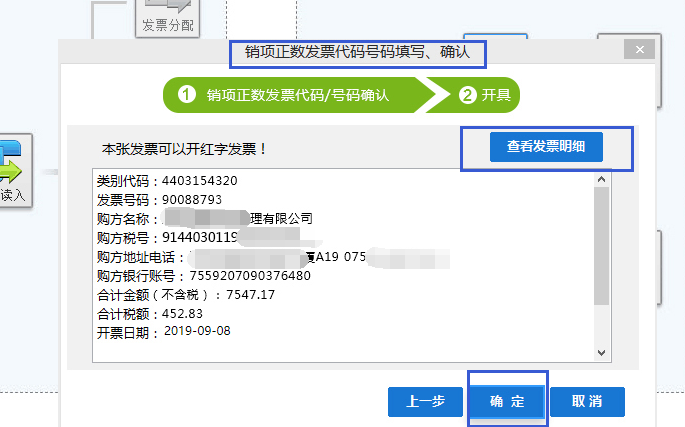 发票分配
销项正数发票代码号码填写、确认
×
1 销项正数发票代码/号码确认
2 开具
读入
本张发票可以开红字发票！
查看发票明细
类别代码：4403154320
发票号码：90088793
购方名称：理有限公司
购方税号：9144030119
购方地址电话：厦A19 075
购方银行账号：7559207090376480
合计金额（不含税）：7547.17
合计税额：452.83
开票日期：2019-09-08
上一步
确 定
取 消